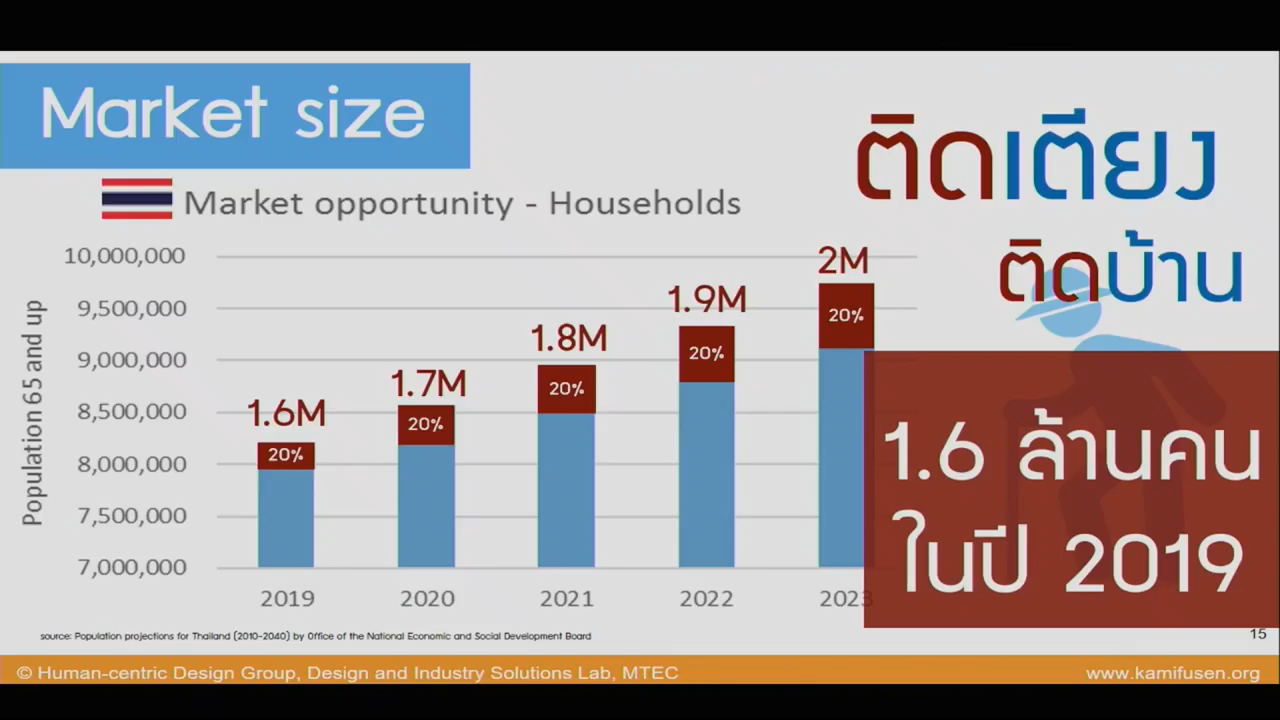 Market size
ติดเตียง
ติดบ้าน
Market opportunity - Households
Population 65 and up
10,000,000
9,500,000
9,000,000
8,500,000
8,000,000
7,500,000
7,000,000
1.6M
20%
1.7M
20%
1.8M
20%
1.9M
20%
2M
20%
2019
2020
2021
2022
2023
1.6 ล้านคน
ในปี 2019
source: Population projections for Thailand (2010-2040) by Office of the National Economic and Social Development Board
15
© Human-centric Design Group, Design and Industry Solutions Lab, MTEC
www.kamifusen.org